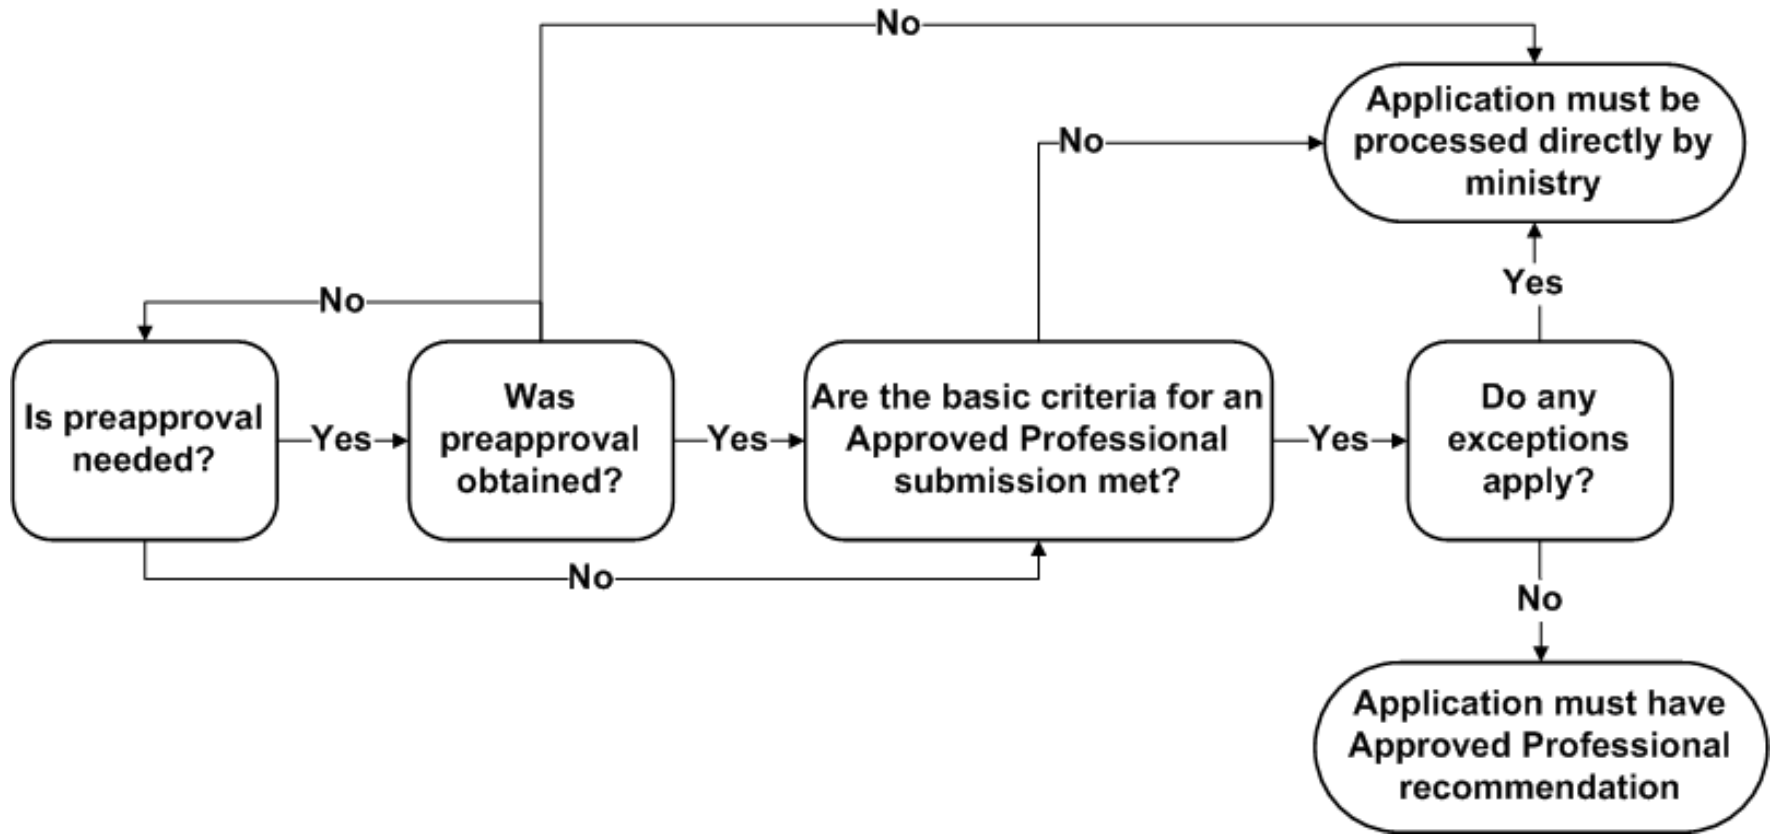 No
Application must be
processed directly by
ministry
No
Yes
No
Is preapproval
needed?
Yes
Was
preapproval
obtained?
Yes
Are the basic criteria for an
Approved Professional
submission met?
Yes
Do any
exceptions
apply?
No
No
Application must have
Approved Professional
recommendation